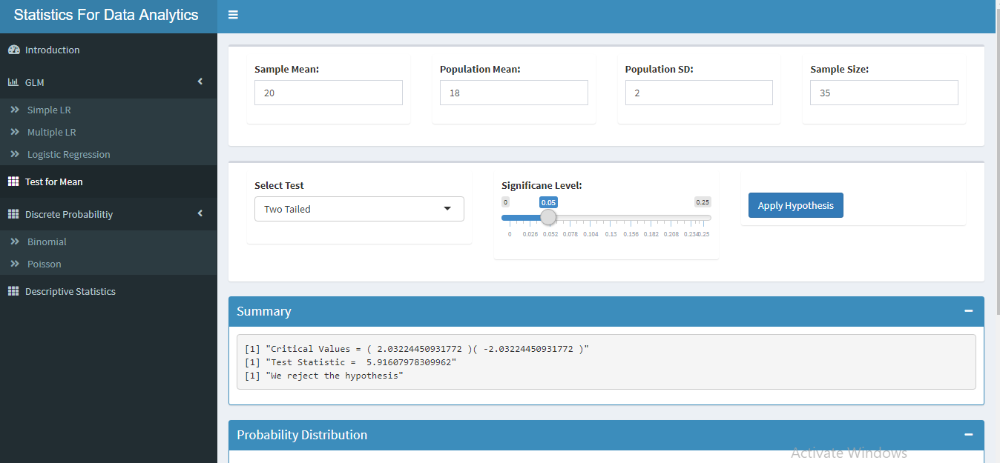 Statistics For Data Analytics
Introduction
GLM
Simple LR
Multiple LR
Logistic Regression
Test for Mean
Discrete Probabilitiy
Binomial
Poisson
Descriptive Statistics
Sample Mean: Population Mean: Population SD: Sample Size:
20 18 2 35
Select Test
Two Tailed
Significane Level:
0 0.05 0.25
0 0.026 0.052 0.078 0.104 0.13 0.156 0.182 0.208 0.234 0.25
Apply Hypothesis
Summary
[1] "Critical Values = ( 2.03224450931772 )( -2.03224450931772 )"
[1] "Test Statistic =  5.91607978309962"
[1] "We reject the hypothesis"
Probability Distribution
Activate Windows